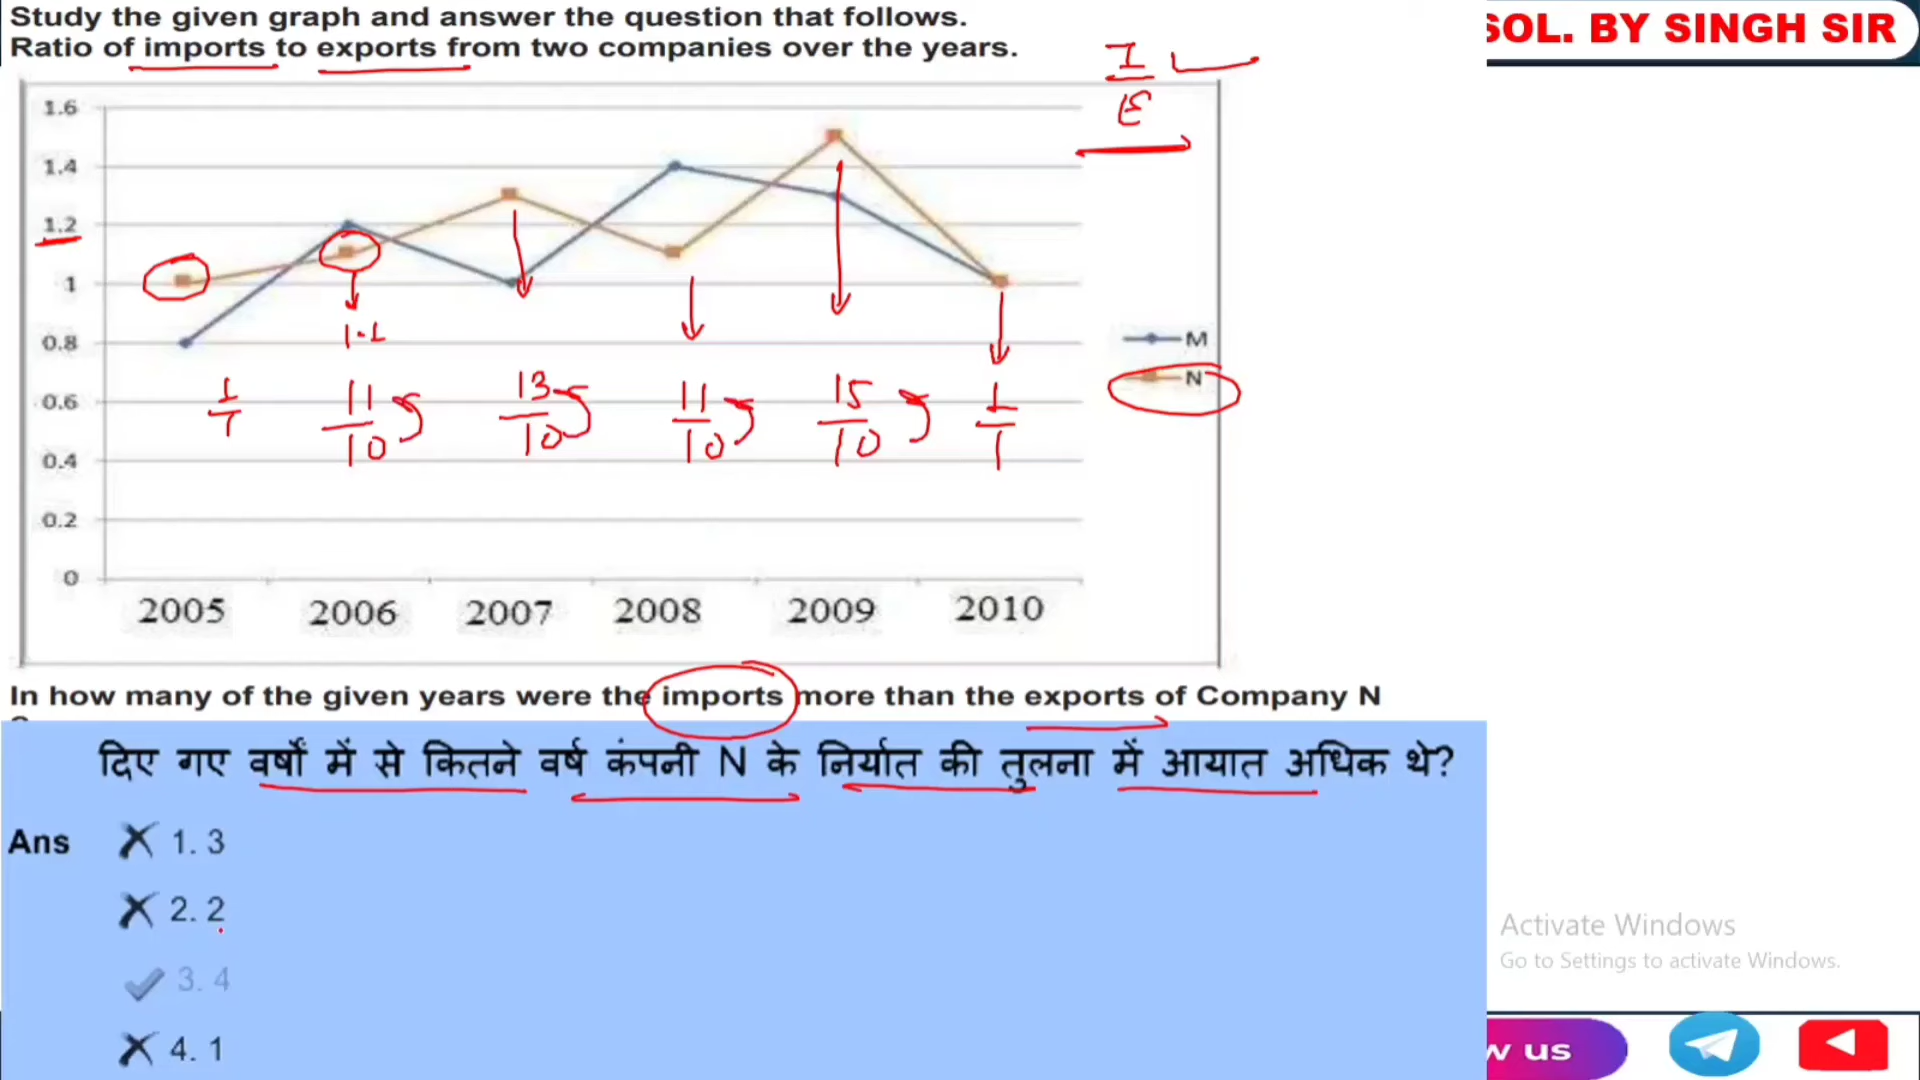 Study the given graph and answer the question that follows.
Ratio of imports to exports from two companies over the years.
SOL. BY SINGH SIR
I
E
1.6
1.4
1.2
1
0.8
0.6
0.4
0.2
0
1.1
1/1
11/10
13/10
11/10
15/10
1/1
M
N
2005 2006 2007 2008 2009 2010
In how many of the given years were the imports more than the exports of Company N
दिए गए वर्षों में से कितने वर्ष कंपनी N के निर्यात की तुलना में आयात अधिक थे?
Ans 1. 3
2. 2
3. 4
4. 1
Activate Windows
Go to Settings to activate Windows.
w us